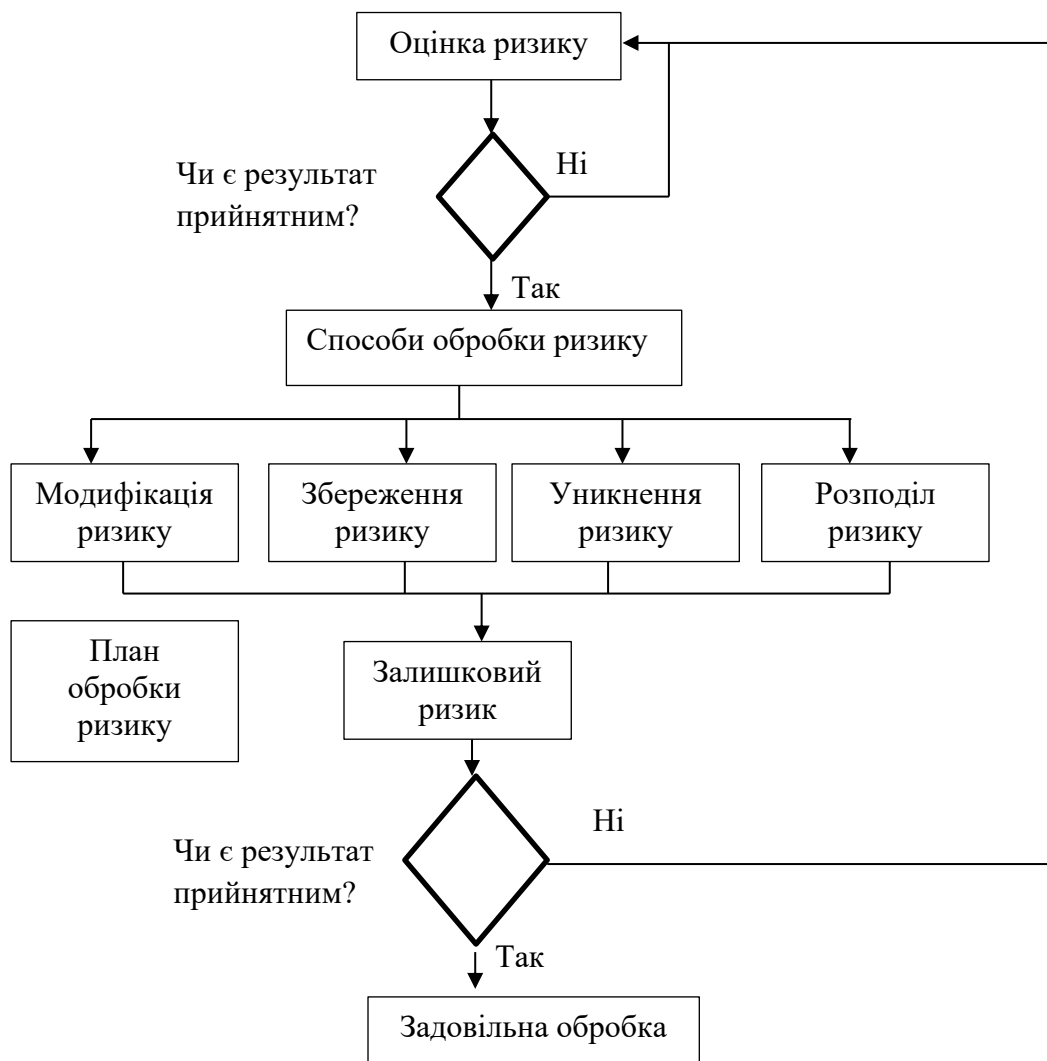 Оцінка ризику
Ні
Чи є результат
прийнятним?
Так
Способи обробки ризику
Модифікація
ризику
Збереження
ризику
Уникнення
ризику
Розподіл
ризику
План
обробки
ризику
Залишковий
ризик
Ні
Чи є результат
прийнятним?
Так
Задовільна обробка